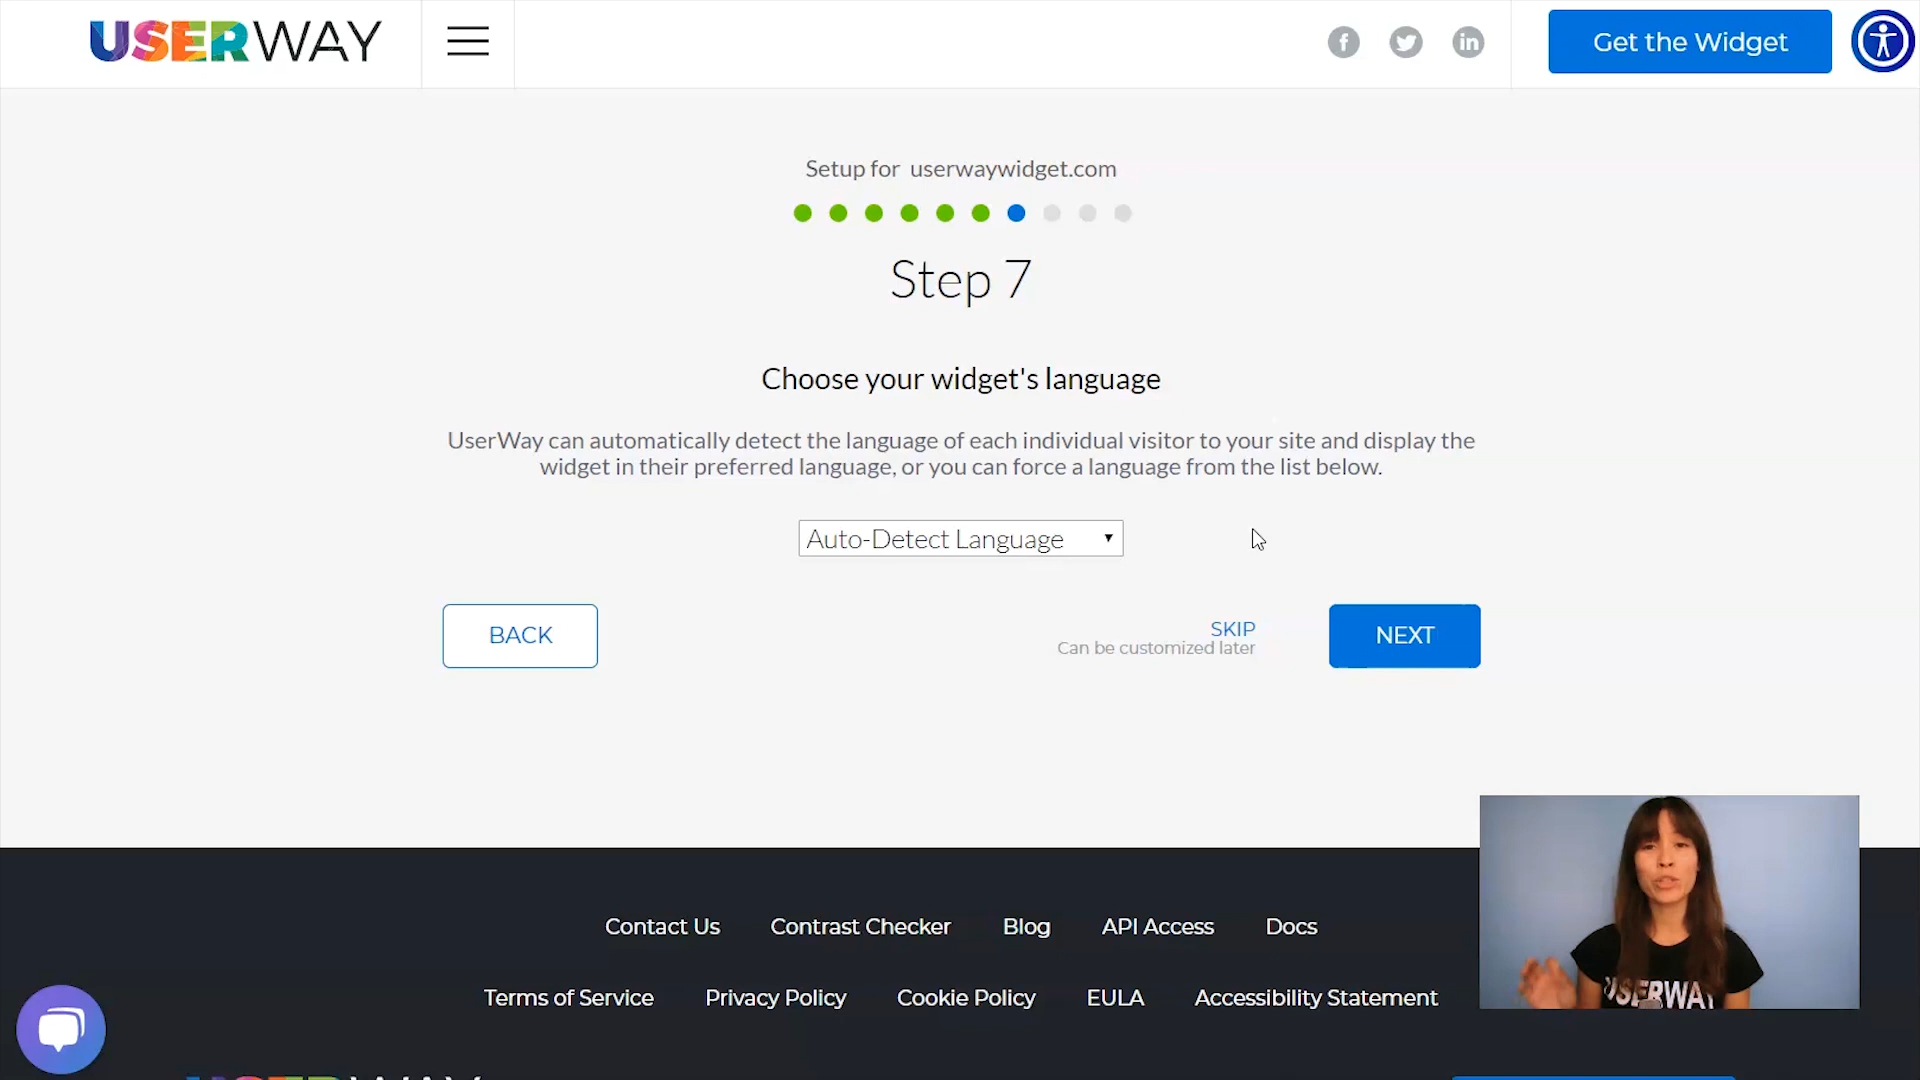 USERWAY
Get the Widget
Setup for userwaywidget.com
Step 7
Choose your widget's language
UserWay can automatically detect the language of each individual visitor to your site and display the
widget in their preferred language, or you can force a language from the list below.
Auto-Detect Language
BACK
SKIP
Can be customized later
NEXT
Contact Us
Contrast Checker
Blog
API Access
Docs
Terms of Service
Privacy Policy
Cookie Policy
EULA
Accessibility Statement
USERWAY
USERWAY